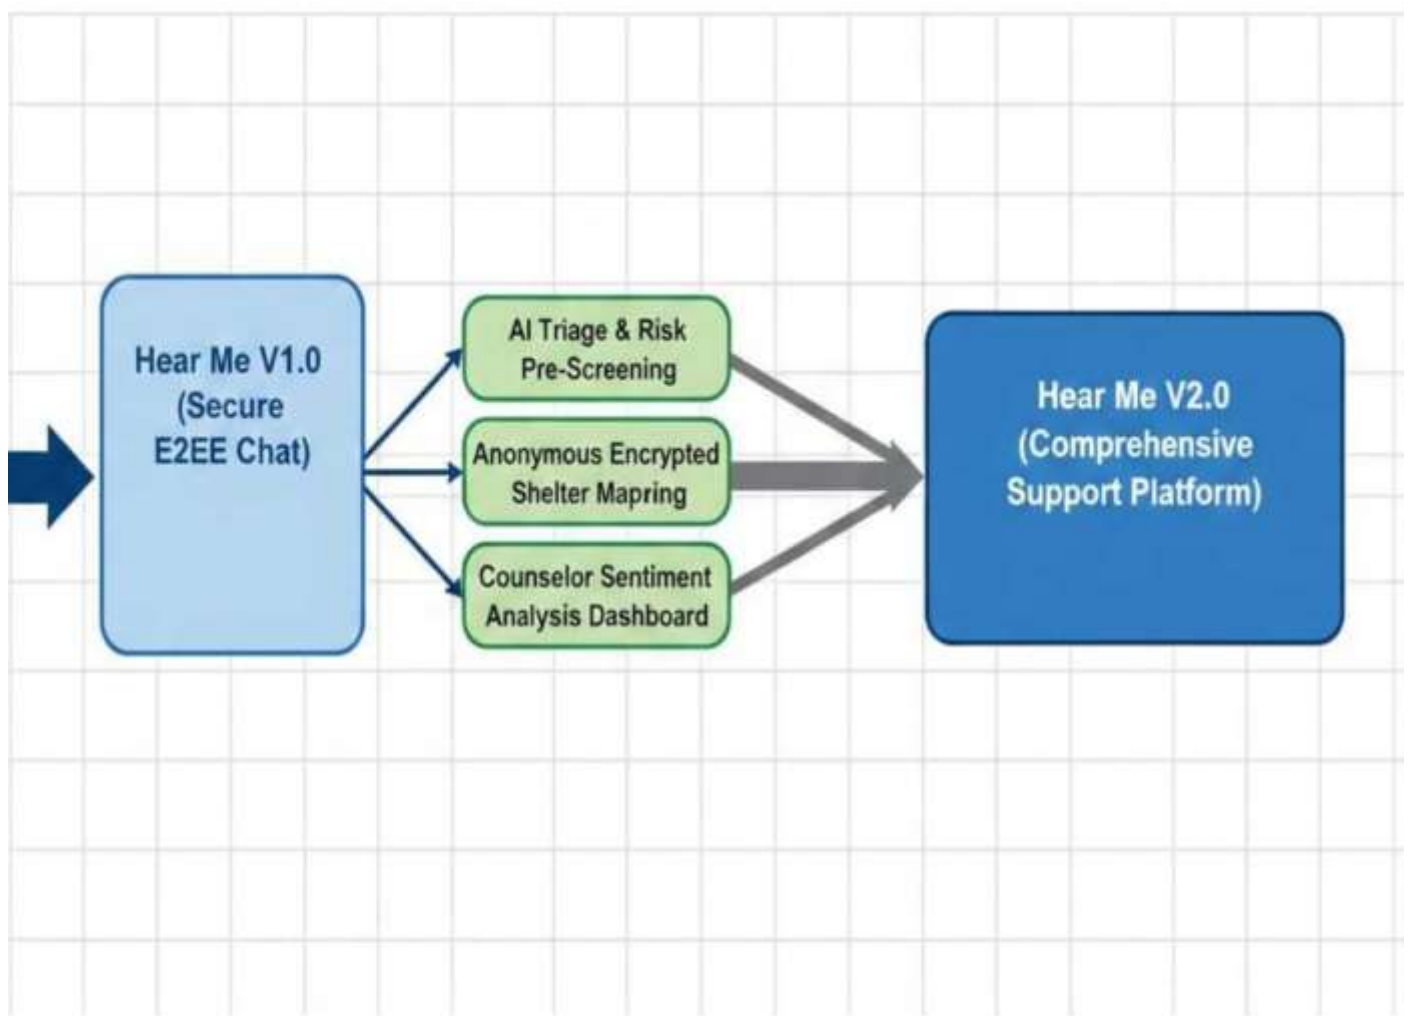 Hear Me V1.0
(Secure
E2EE Chat)
AI Triage & Risk
Pre-Screening
Anonymous Encrypted
Shelter Mapring
Counselor Sentiment
Analysis Dashboard
Hear Me V2.0
(Comprehensive
Support Platform)